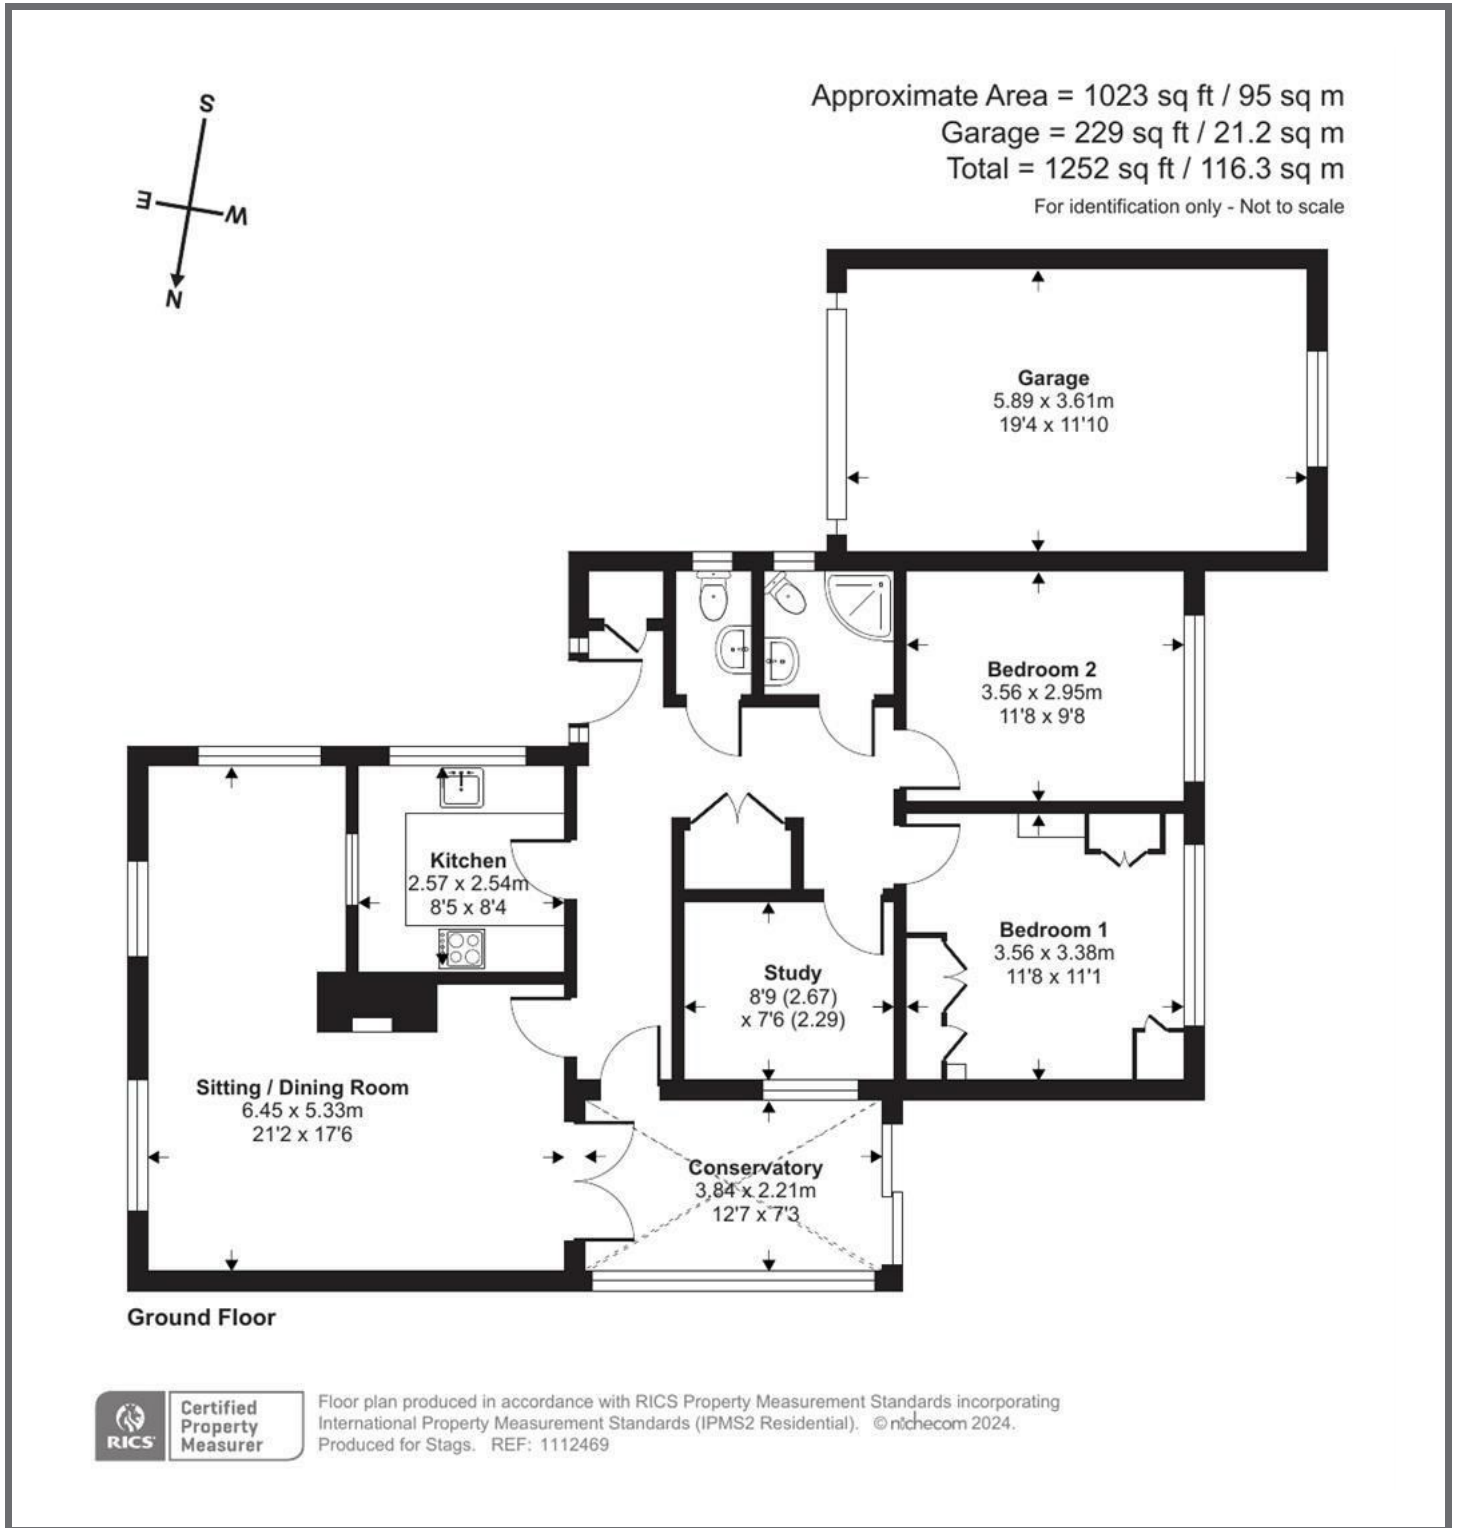 Approximate Area = 1023 sq ft / 95 sq m
Garage = 229 sq ft / 21.2 sq m
Total = 1252 sq ft / 116.3 sq m
For identification only - Not to scale
S
E
W
N
Garage
5.89 x 3.61m
19'4 x 11'10
Bedroom 2
3.56 x 2.95m
11'8 x 9'8
Kitchen
2.57 x 2.54m
8'5 x 8'4
Bedroom 1
3.56 x 3.38m
11'8 x 11'1
Study
8'9 (2.67)
x 7'6 (2.29)
Sitting / Dining Room
6.45 x 5.33m
21'2 x 17'6
Conservatory
3.84 x 2.21m
12'7 x 7'3
Ground Floor
RICS
Certified
Property
Measurer
Floor plan produced in accordance with RICS Property Measurement Standards incorporating
International Property Measurement Standards (IPMS2 Residential). © nıchecom 2024.
Produced for Stags. REF: 1112469